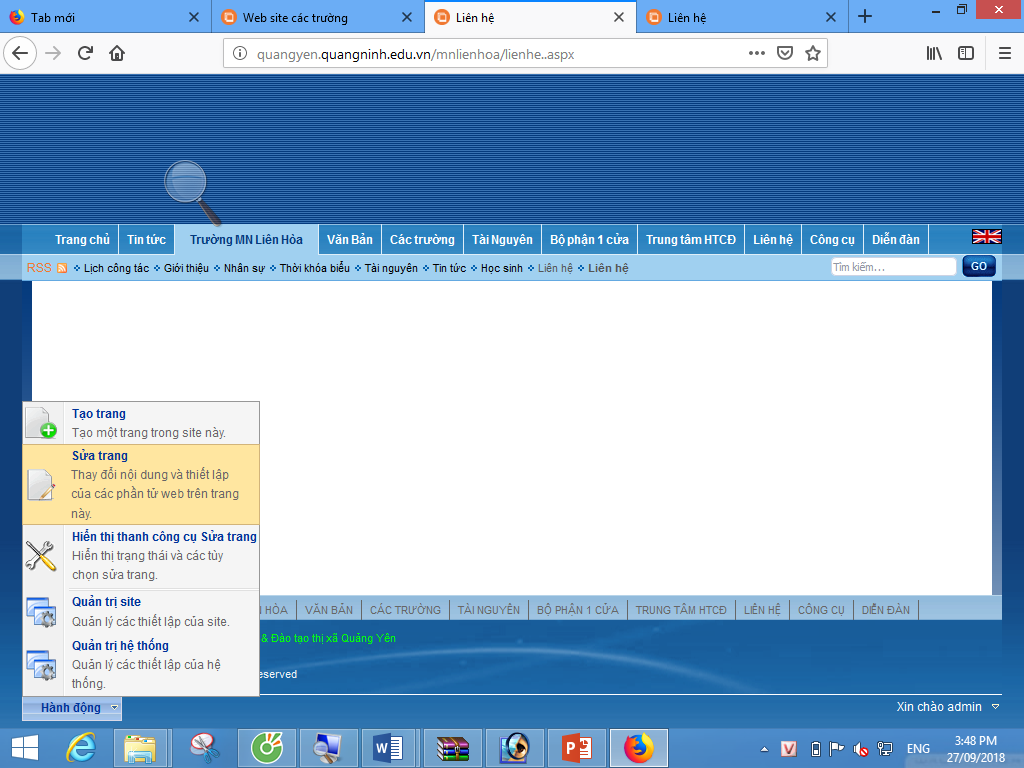 Tab mới
Web site các trường
Liên hệ
Liên hệ
quangyen.quangninh.edu.vn/mnlienhoa/lienhe..aspx
Trang chủ Tin tức Trường MN Liên Hòa Văn Bản Các trường Tài Nguyên Bộ phận 1 cửa Trung tâm HTCĐ Liên hệ Công cụ Diễn đàn
RSS Lịch công tác Giới thiệu Nhân sự Thời khóa biểu Tài nguyên Tin tức Học sinh Liên hệ Liên hệ Tìm kiếm... GO
Tạo trang
Tạo một trang trong site này.
Sửa trang
Thay đổi nội dung và thiết lập
của các phần tử web trên trang
này.
Hiển thị thanh công cụ Sửa trang
Hiển thị trạng thái và các tùy
chọn sửa trang.
Quản trị site
Quản lý các thiết lập của site.
Quản trị hệ thống
Quản lý các thiết lập của hệ
thống.
HÒA VĂN BẢN CÁC TRƯỜNG TÀI NGUYÊN BỘ PHẬN 1 CỬA TRUNG TÂM HTCĐ LIÊN HỆ CÔNG CỤ DIỄN ĐÀN
& Đào tạo thị xã Quảng Yên
eserved
Hành động
Xin chào admin
ENG
3:48 PM
27/09/2018